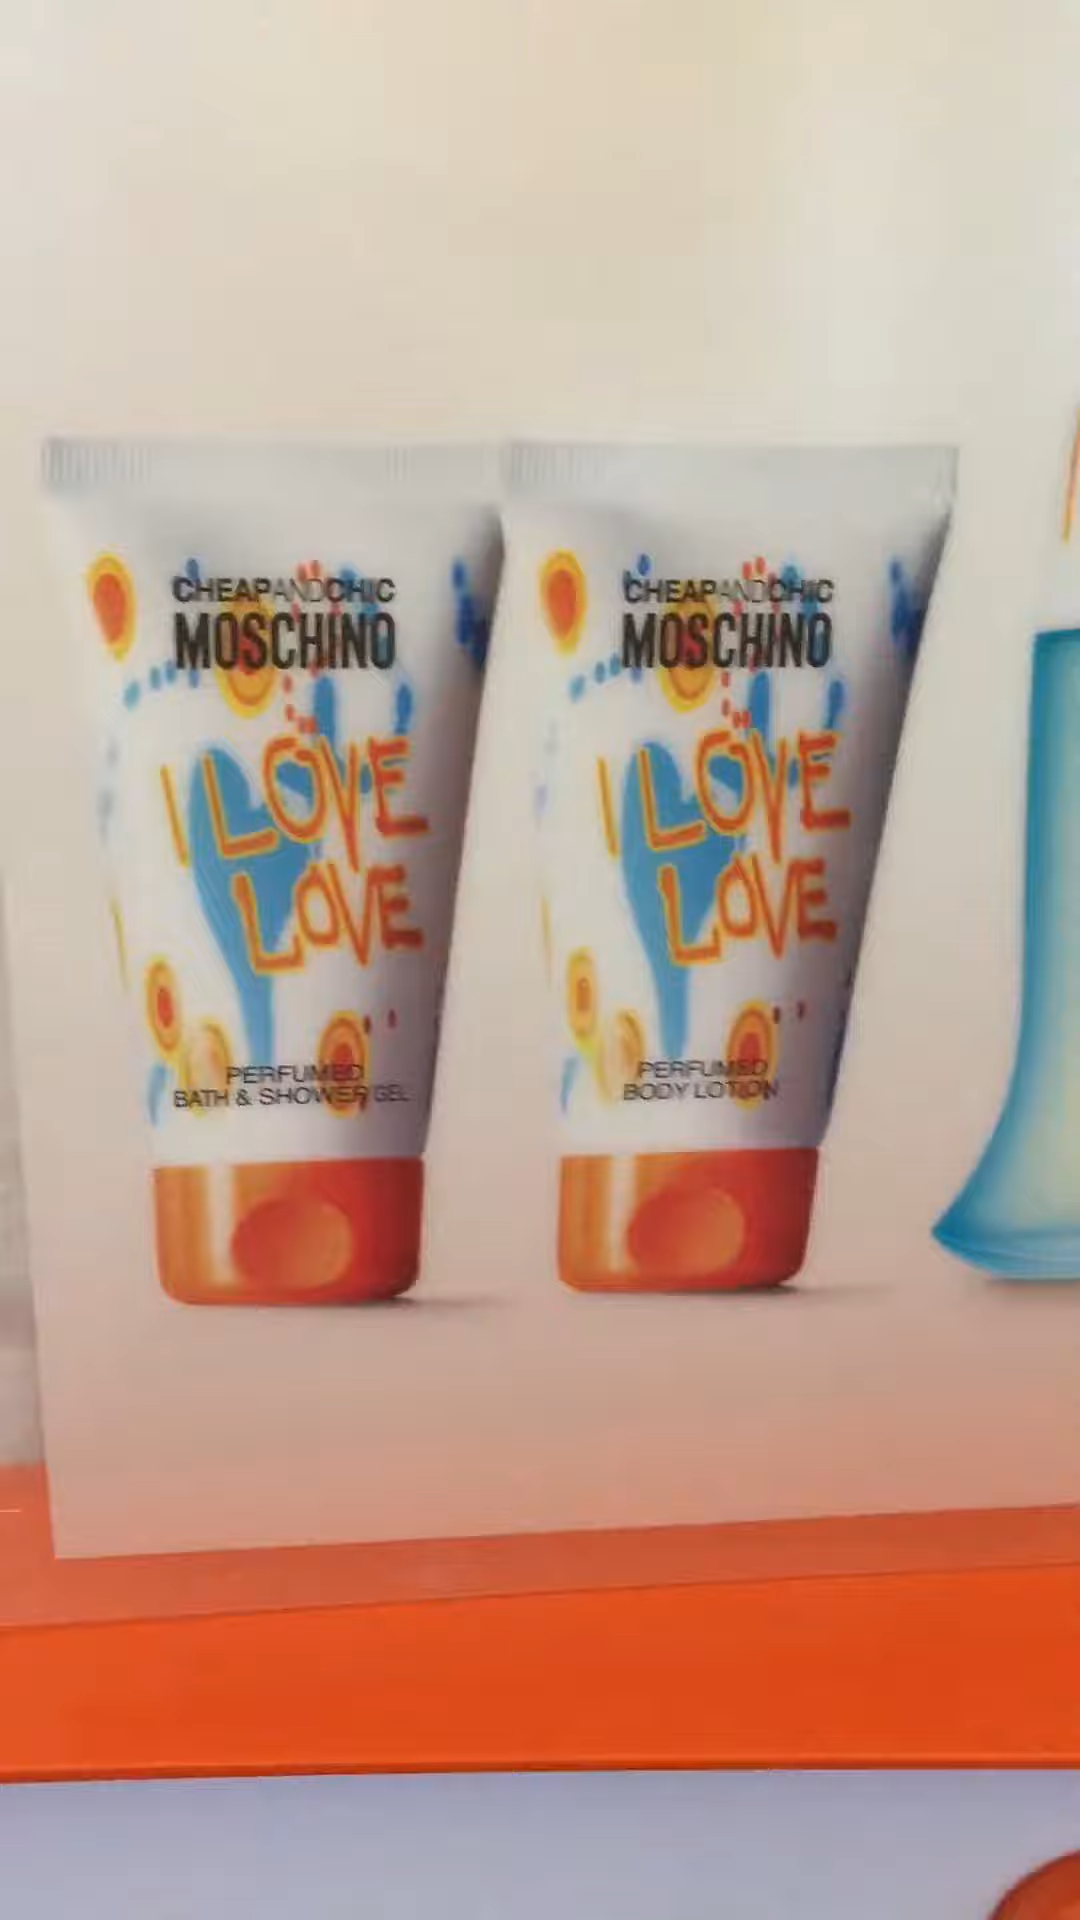 CHEAPANDCHIC
MOSCHINO
I LOVE
LOVE
PERFUMED
BATH & SHOWER GEL
CHEAPANDCHIC
MOSCHINO
I LOVE
LOVE
PERFUMED
BODY LOTION